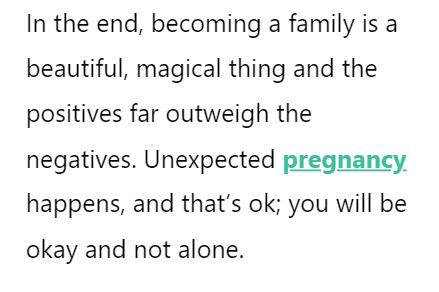 In the end, becoming a family is a
beautiful, magical thing and the
positives far outweigh the
negatives. Unexpected pregnancy
happens, and that’s ok; you will be
okay and not alone.